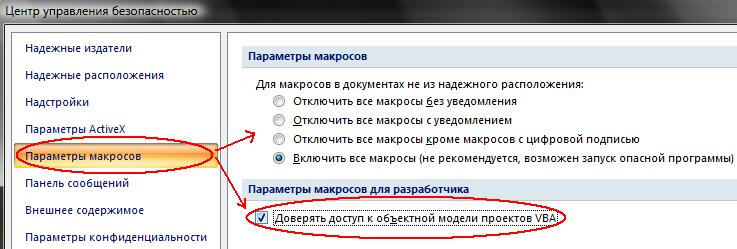 Центр управления безопасностью
Надежные издатели
Надежные расположения
Надстройки
Параметры ActiveX
Параметры макросов
Панель сообщений
Внешнее содержимое
Параметры конфиденциальности
Параметры макросов
Для макросов в документах не из надежного расположения:
Отключить все макросы без уведомления
Отключить все макросы с уведомлением
Отключить все макросы кроме макросов с цифровой подписью
Включить все макросы (не рекомендуется, возможен запуск опасной программы)
Параметры макросов для разработчика
Доверять доступ к объектной модели проектов VBA